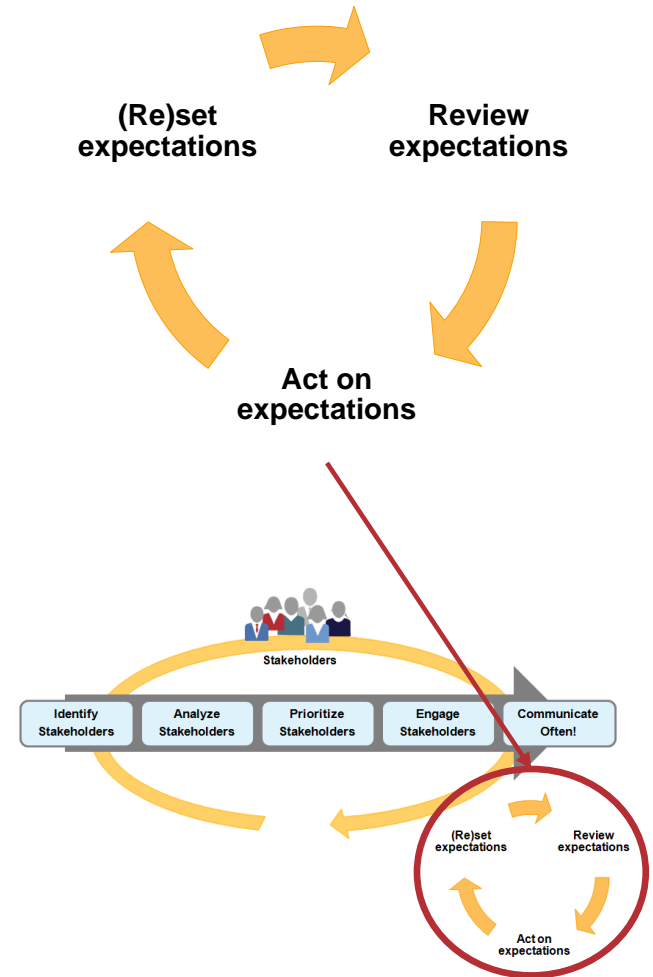 (Re)set
expectations
Review
expectations
Act on
expectations
Stakeholders
Identify
Stakeholders
Analyze
Stakeholders
Prioritize
Stakeholders
Engage
Stakeholders
Communicate
Often!
(Re)set
expectations
Review
expectations
Act on
expectations